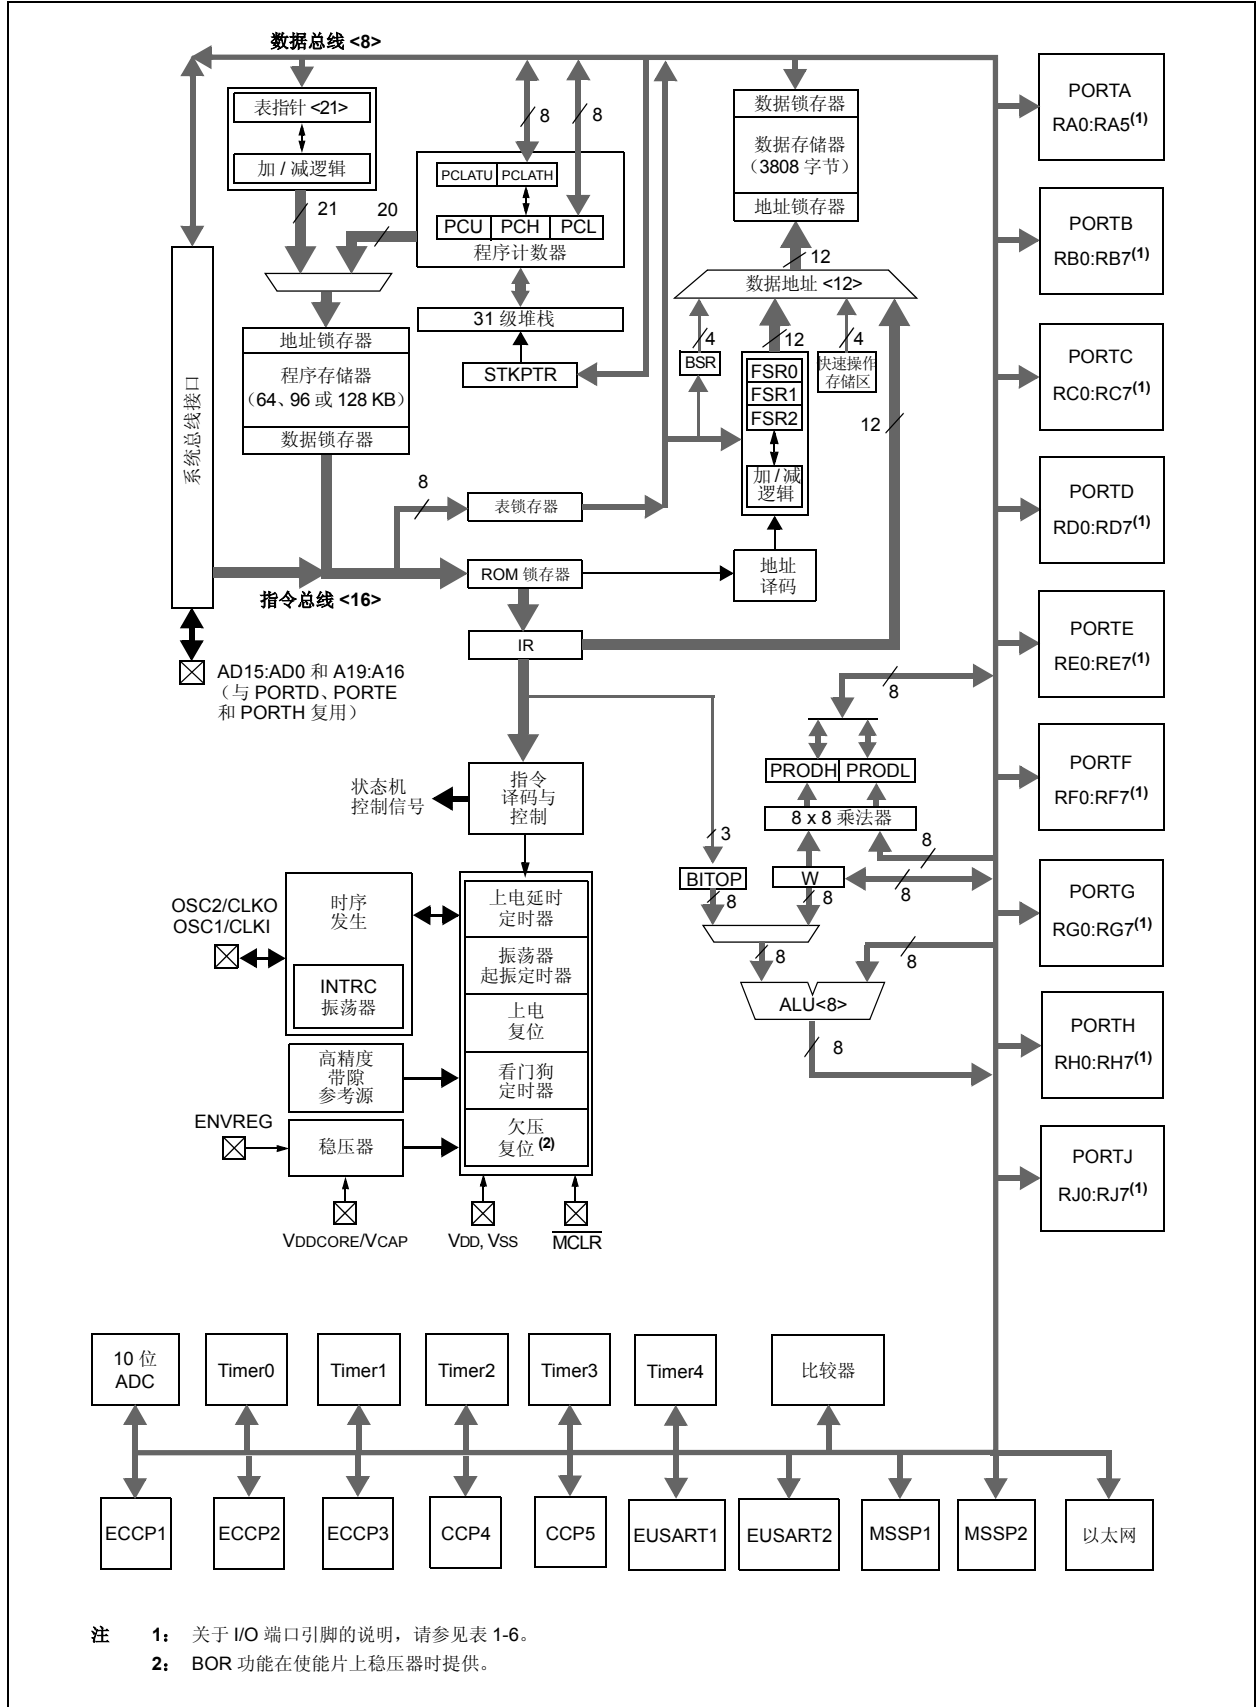 数据总线 <8>
表指针 <21>
加 / 减逻辑
21
20
8
8
PCLATU PCLATH
PCU PCH PCL
程序计数器
31 级堆栈
STKPTR
数据锁存器
数据存储器
（3808 字节）
地址锁存器
12
数据地址 <12>
4
12
4
BSR
FSR0
FSR1
FSR2
加 / 减
逻辑
快速操作
存储区
12
系统总线接口
地址锁存器
程序存储器
（64、96 或 128 KB）
数据锁存器
8
表锁存器
ROM 锁存器
地址
译码
指令总线 <16>
IR
AD15:AD0 和 A19:A16
（与 PORTD、PORTE
和 PORTH 复用）
8
PRODH PRODL
8 x 8 乘法器
8
状态机
控制信号
指令
译码与
控制
3
BITOP
W
8
8
8
8
8
ALU<8>
8
OSC2/CLKO
OSC1/CLKI
时序
发生
INTRC
振荡器
上电延时
定时器
振荡器
起振定时器
上电
复位
看门狗
定时器
欠压
复位(2)
高精度
带隙
参考源
ENVREG
稳压器
VDDCORE/VCAP
VDD, VSS
MCLR
PORTA
RA0:RA5(1)
PORTB
RB0:RB7(1)
PORTC
RC0:RC7(1)
PORTD
RD0:RD7(1)
PORTE
RE0:RE7(1)
PORTF
RF0:RF7(1)
PORTG
RG0:RG7(1)
PORTH
RH0:RH7(1)
PORTJ
RJ0:RJ7(1)
10 位
ADC
Timer0
Timer1
Timer2
Timer3
Timer4
比较器
ECCP1
ECCP2
ECCP3
CCP4
CCP5
EUSART1
EUSART2
MSSP1
MSSP2
以太网
注 1： 关于 I/O 端口引脚的说明，请参见表 1-6。
2： BOR 功能在使能片上稳压器时提供。